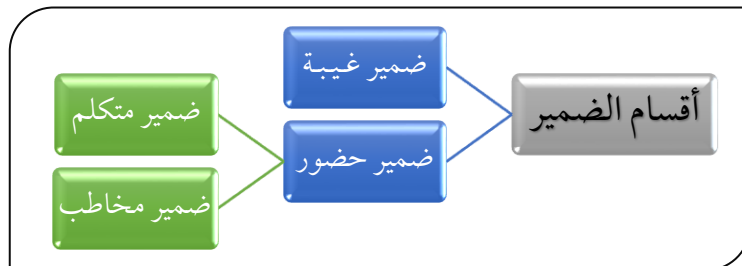 أقسام الضمير
ضمير غيبة
ضمير حضور
ضمير متكلم
ضمير مخاطب